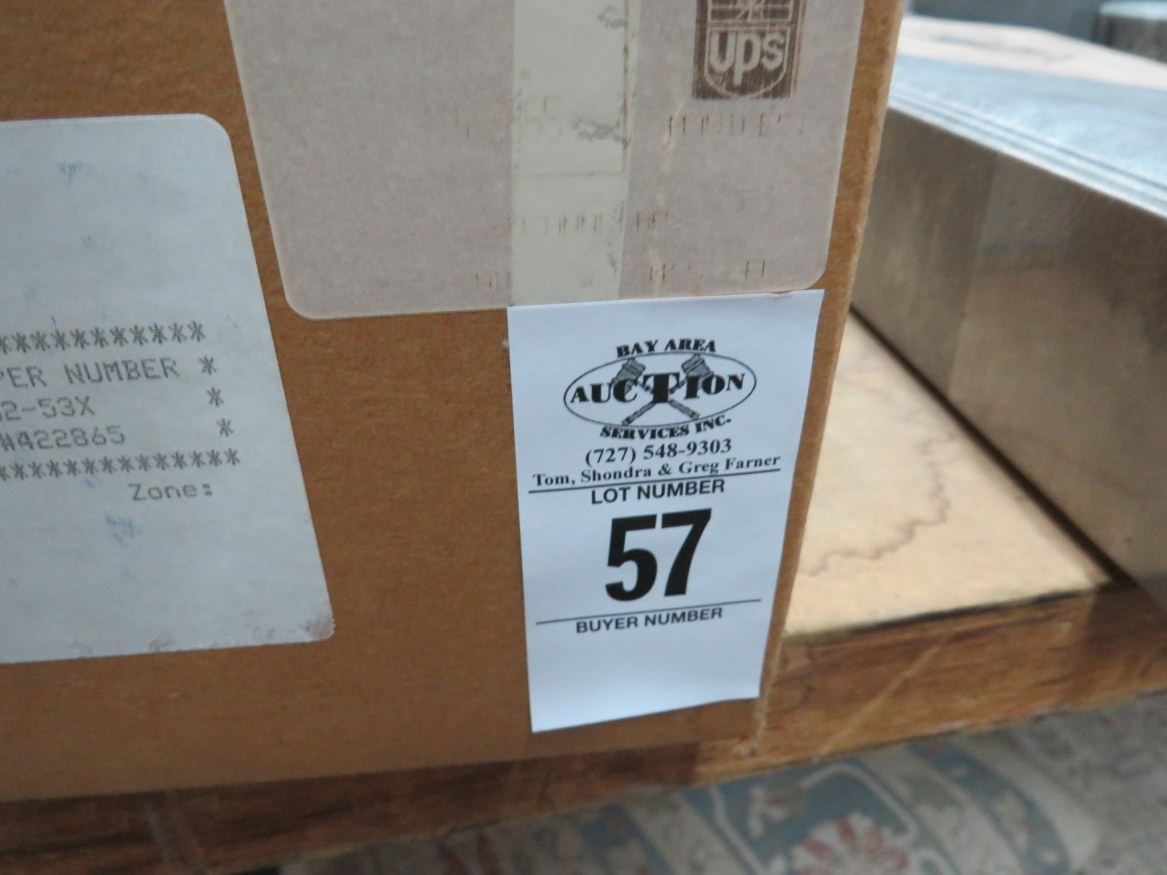 ups
************
PER NUMBER *
2-53X *
#422865 *
**************
Zone:
BAY AREA
AUCTION
SERVICES INC.
(727) 548-9303
Tom, Shondra & Greg Farner
LOT NUMBER
57
BUYER NUMBER